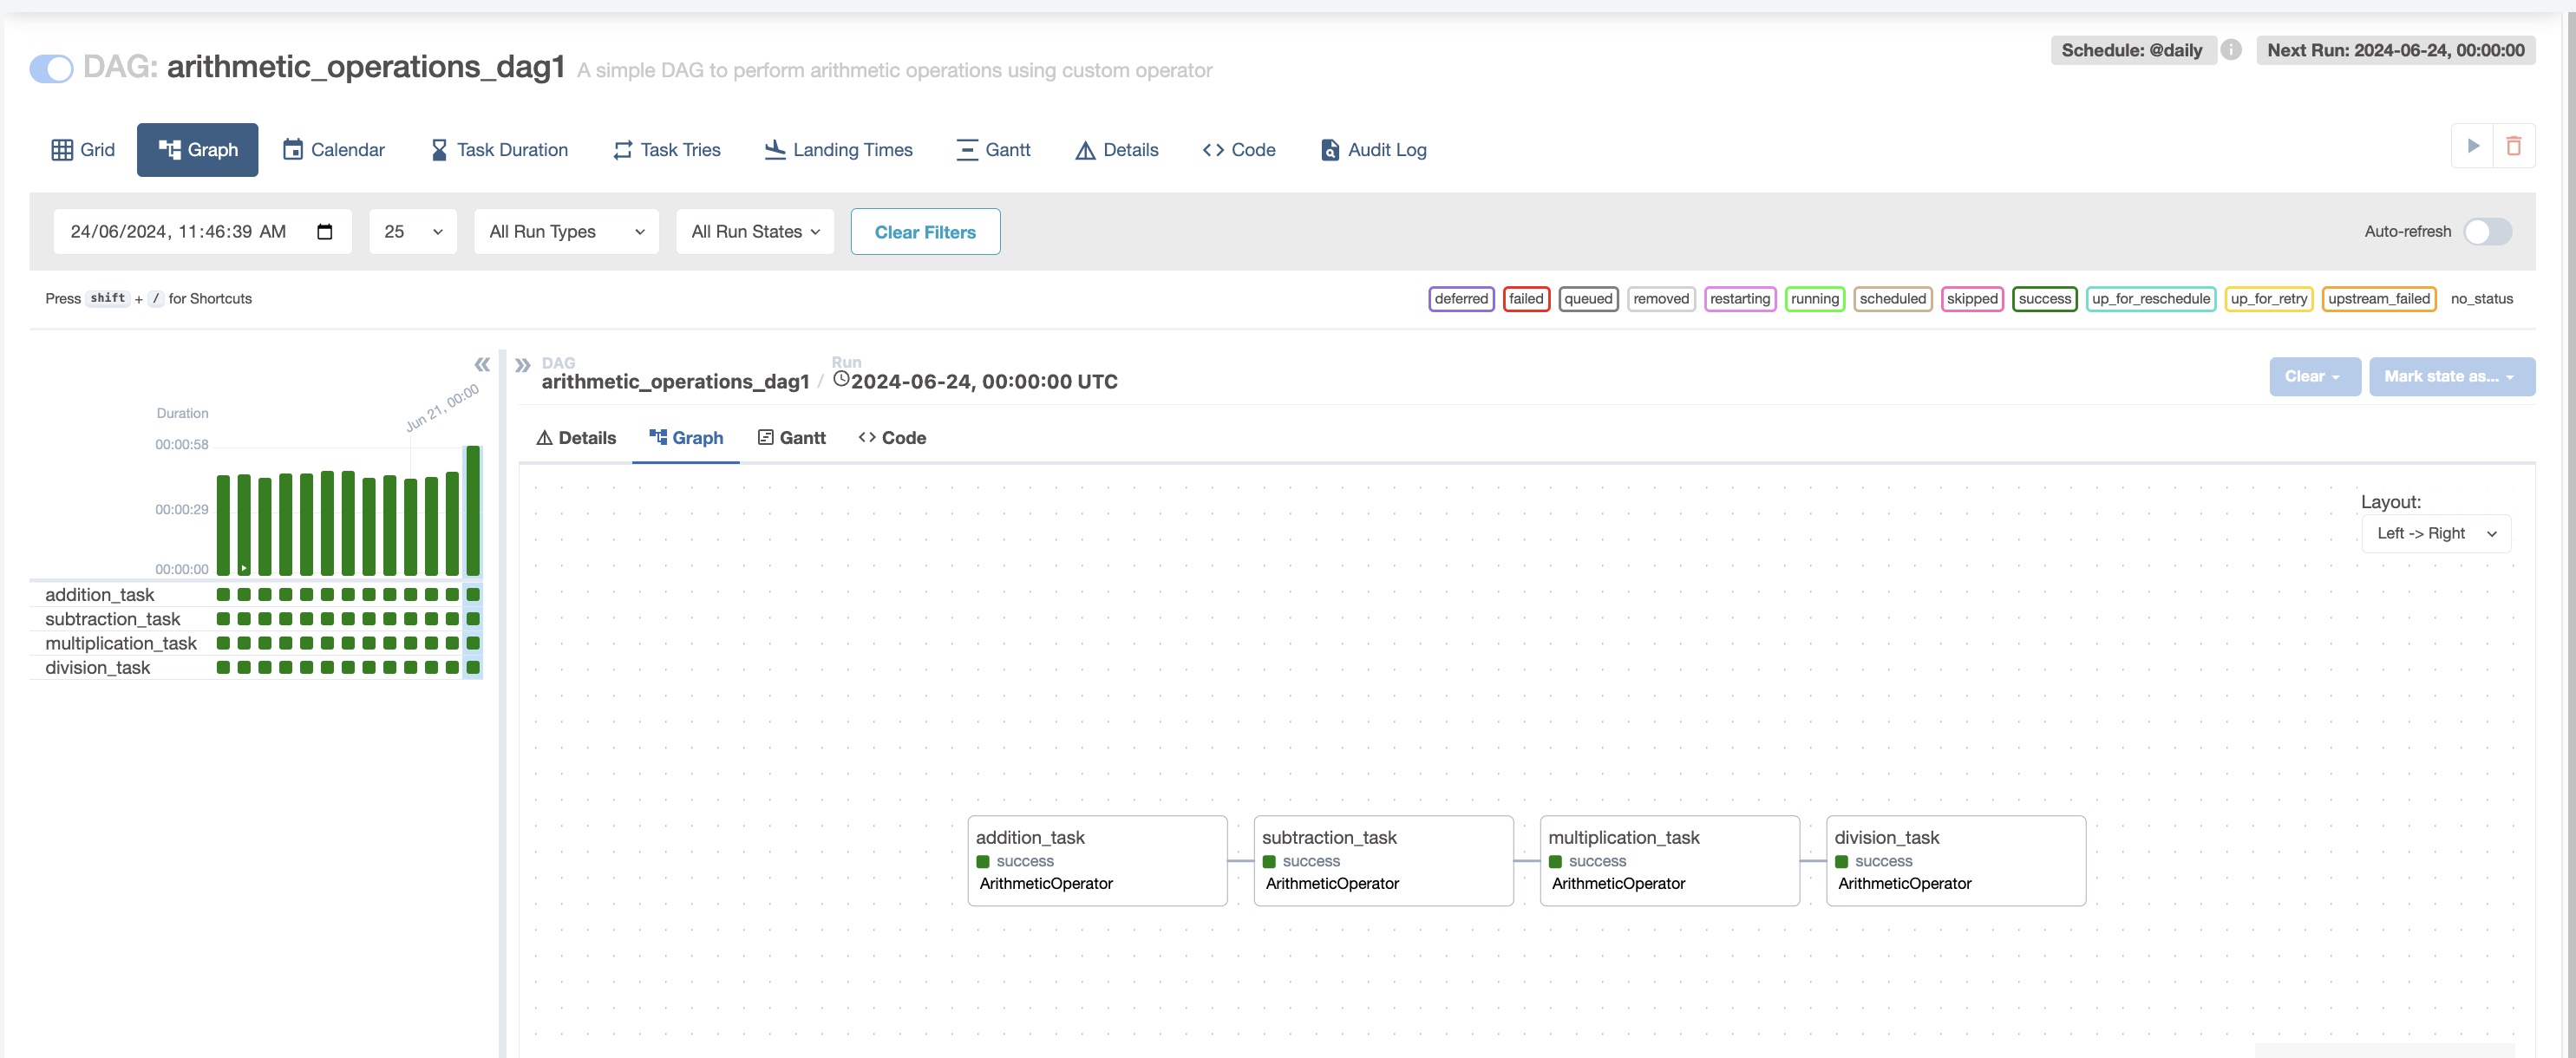 DAG: arithmetic_operations_dag1 A simple DAG to perform arithmetic operations using custom operator
Schedule: @daily
Next Run: 2024-06-24, 00:00:00
Grid Graph Calendar Task Duration Task Tries Landing Times Gantt Details Code Audit Log
24/06/2024, 11:46:39 AM 25 All Run Types All Run States Clear Filters
Auto-refresh
Press shift + / for Shortcuts
deferred failed queued removed restarting running scheduled skipped success up_for_reschedule up_for_retry upstream_failed no_status
Duration
Jun 21, 00:00
00:00:58
00:00:29
00:00:00
addition_task
subtraction_task
multiplication_task
division_task
DAG
arithmetic_operations_dag1 /
Run
2024-06-24, 00:00:00 UTC
Clear
Mark state as...
Details Graph Gantt Code
Layout:
Left -> Right
addition_task
success
ArithmeticOperator
subtraction_task
success
ArithmeticOperator
multiplication_task
success
ArithmeticOperator
division_task
success
ArithmeticOperator